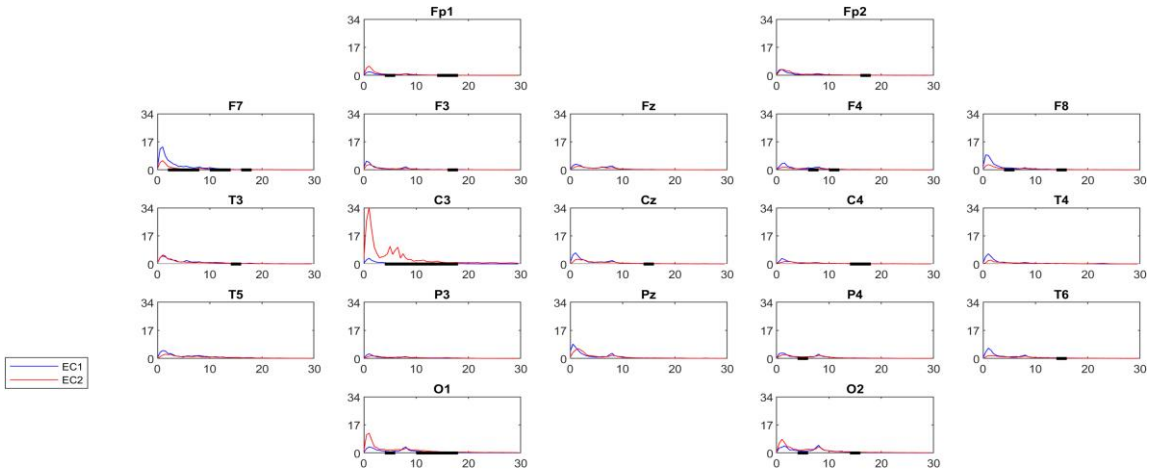 Fp1 Fp2
34 34
17 17
0 0
0 10 20 30 0 10 20 30
F7 F3 Fz F4 F8
34 34 34 34 34
17 17 17 17 17
0 0 0 0 0
0 10 20 30 0 10 20 30 0 10 20 30 0 10 20 30 0 10 20 30
T3 C3 Cz C4 T4
34 34 34 34 34
17 17 17 17 17
0 0 0 0 0
0 10 20 30 0 10 20 30 0 10 20 30 0 10 20 30 0 10 20 30
T5 P3 Pz P4 T6
34 34 34 34 34
17 17 17 17 17
0 0 0 0 0
0 10 20 30 0 10 20 30 0 10 20 30 0 10 20 30 0 10 20 30
EC1
EC2
O1 O2
34 34
17 17
0 0
0 10 20 30 0 10 20 30